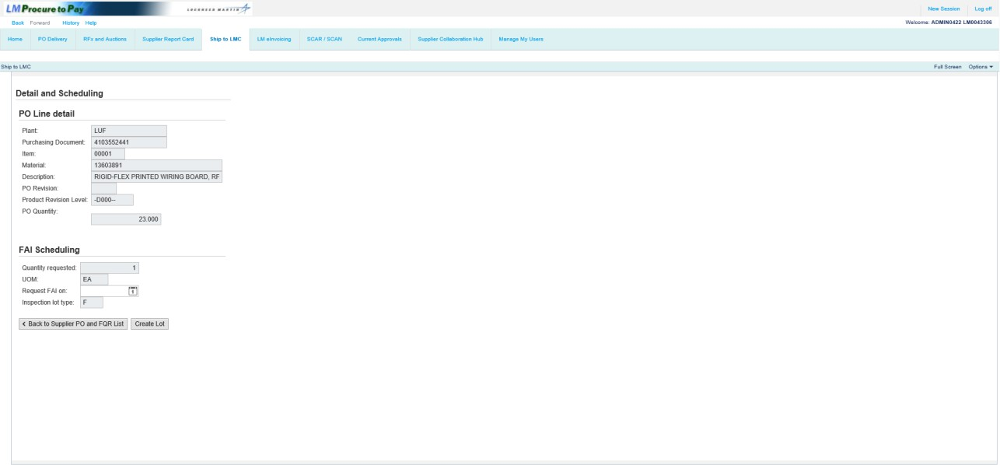 LM Procure to Pay LOCKHEED MARTIN New Session Log off
Back Forward History Help Welcome: ADMIN0422 LM0043306
Home PO Delivery RFx and Auctions Supplier Report Card Ship to LMC LM eInvoicing SCAR / SCAN Current Approvals Supplier Collaboration Hub Manage My Users
Ship to LMC Full Screen Options
Detail and Scheduling
PO Line detail
Plant: LUF
Purchasing Document: 4103552441
Item: 00001
Material: 13603891
Description: RIGID-FLEX PRINTED WIRING BOARD, RF
PO Revision:
Product Revision Level: -D000--
PO Quantity:
23.000
FAI Scheduling
Quantity requested: 1
UOM: EA
Request FAI on: 1
Inspection lot type: F
Back to Supplier PO and FQR List Create Lot